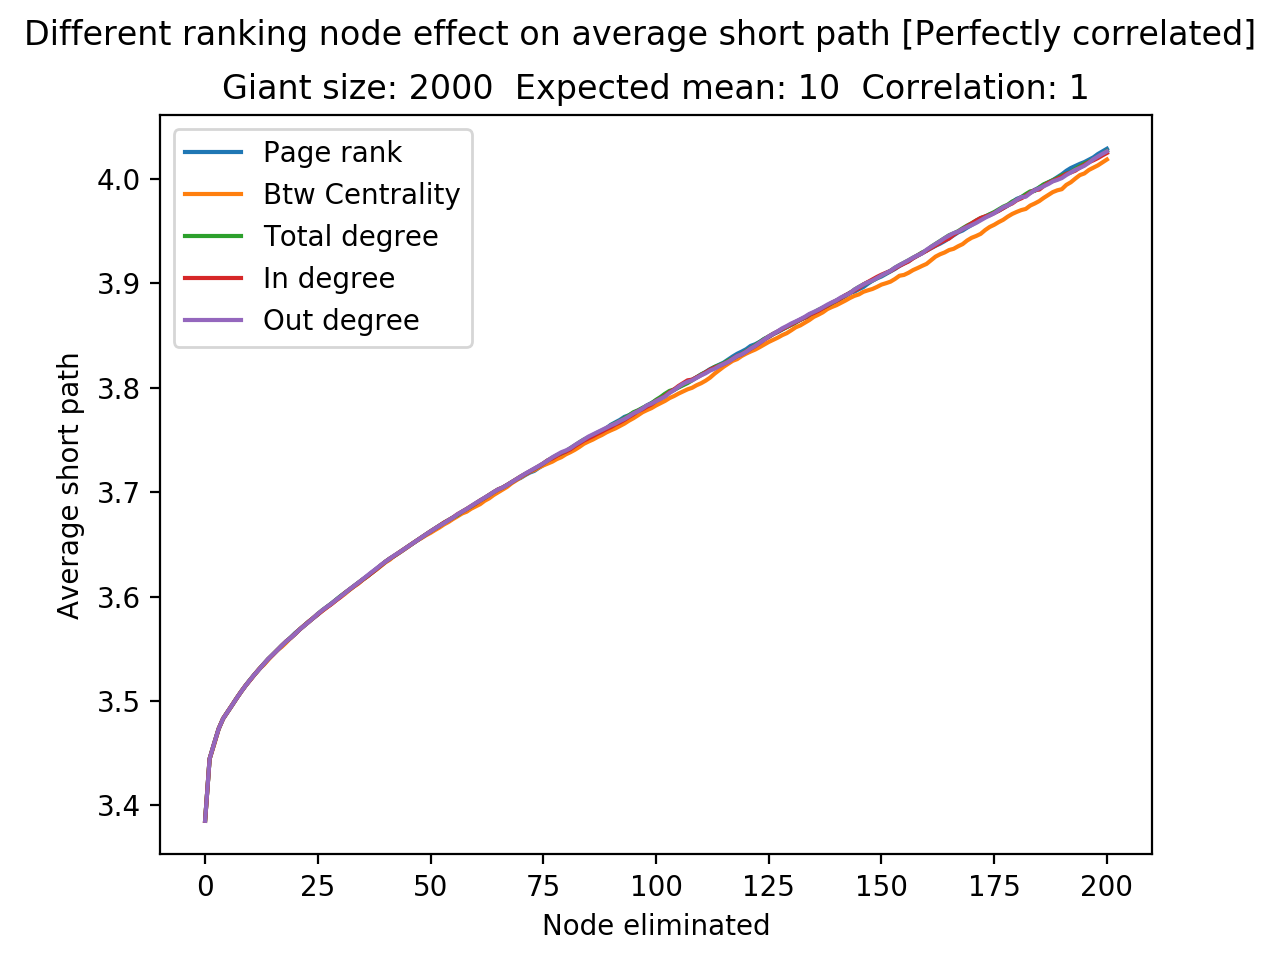 Different ranking node effect on average short path [Perfectly correlated]
Giant size: 2000  Expected mean: 10  Correlation: 1
Page rank
Btw Centrality
Total degree
In degree
Out degree
Average short path
4.0
3.9
3.8
3.7
3.6
3.5
3.4
0 25 50 75 100 125 150 175 200
Node eliminated